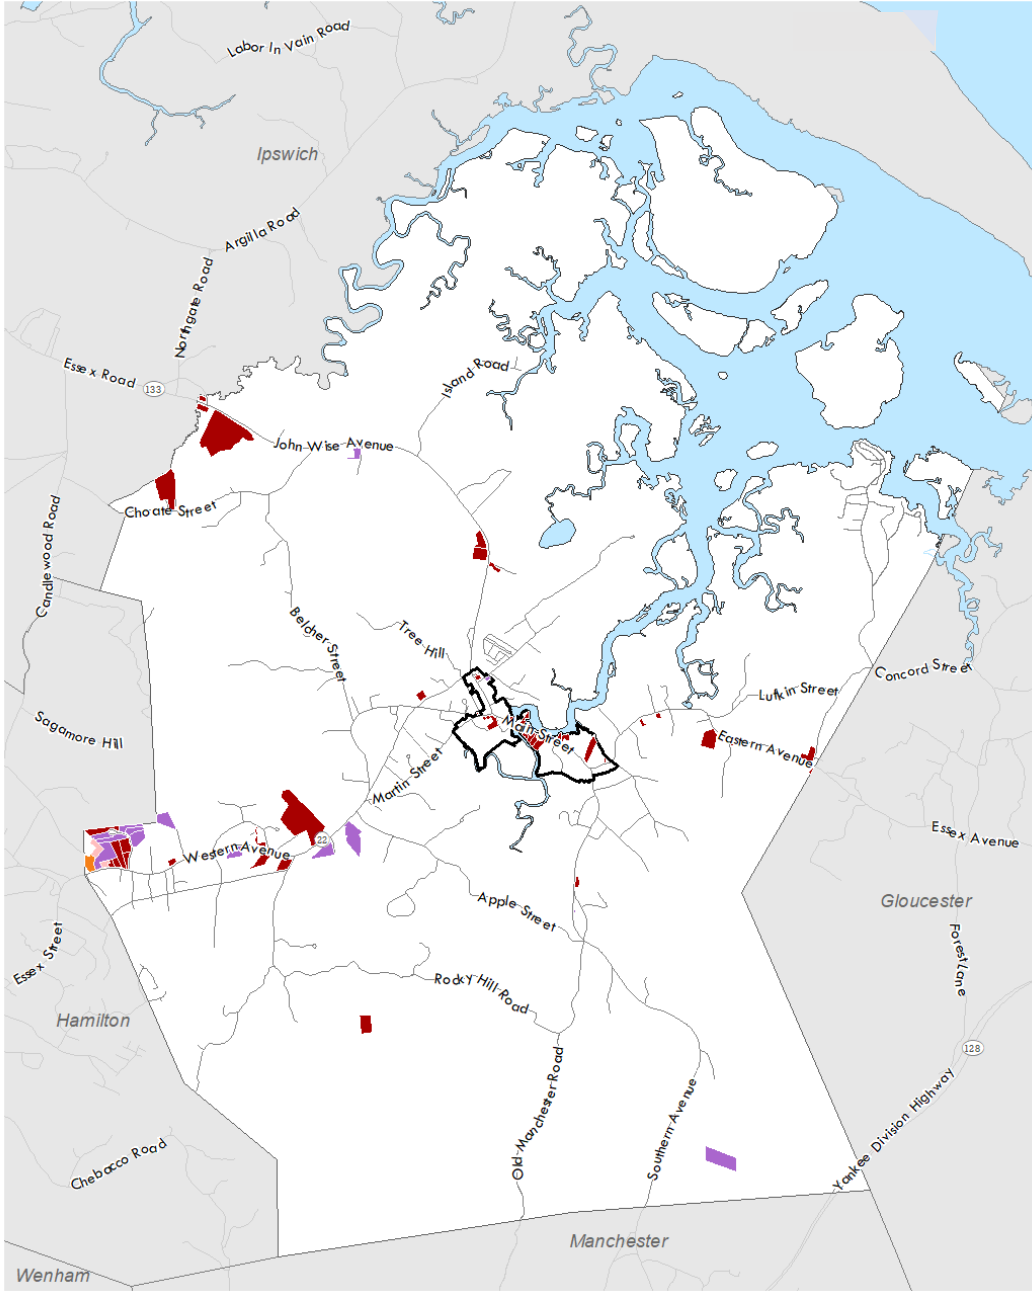 Labor In Vain Road
Ipswich
Argilla Road
Northgate Road
Essex Road
133
Island Road
John Wise Avenue
Choate Street
Candlewood Road
Belcher Street
Tree Hill
Concord Street
Lufkin Street
Sagamore Hill
Main Street
Eastern Avenue
Martin Street
Essex Avenue
22
Western Avenue
Apple Street
Gloucester
Essex Street
Forest Lane
Rocky Hill Road
Hamilton
128
Old Manchester Road
Southern Avenue
Yankee Division Highway
Chebacco Road
Manchester
Wenham